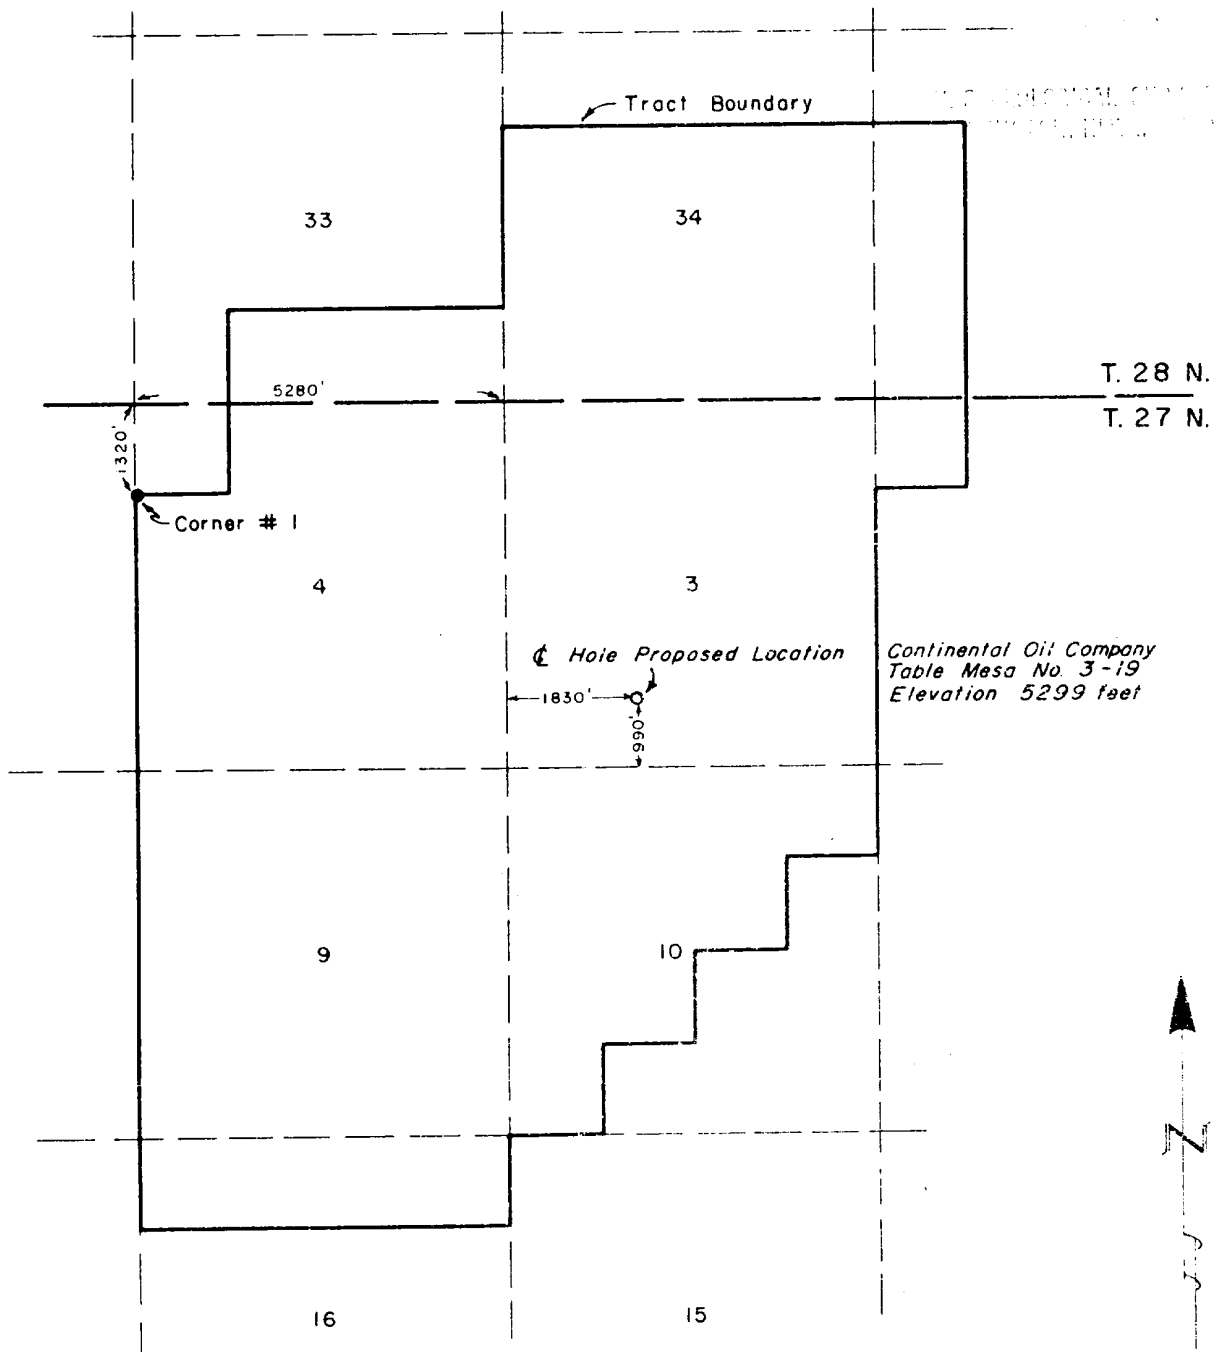 Tract Boundary
33
34
T. 28 N.
5280'
T. 27 N.
1320'
Corner # 1
4
3
℄ Hole Proposed Location
Continental Oil Company
Table Mesa No. 3-19
Elevation 5299 feet
1830'
990'
9
10
N
16
15